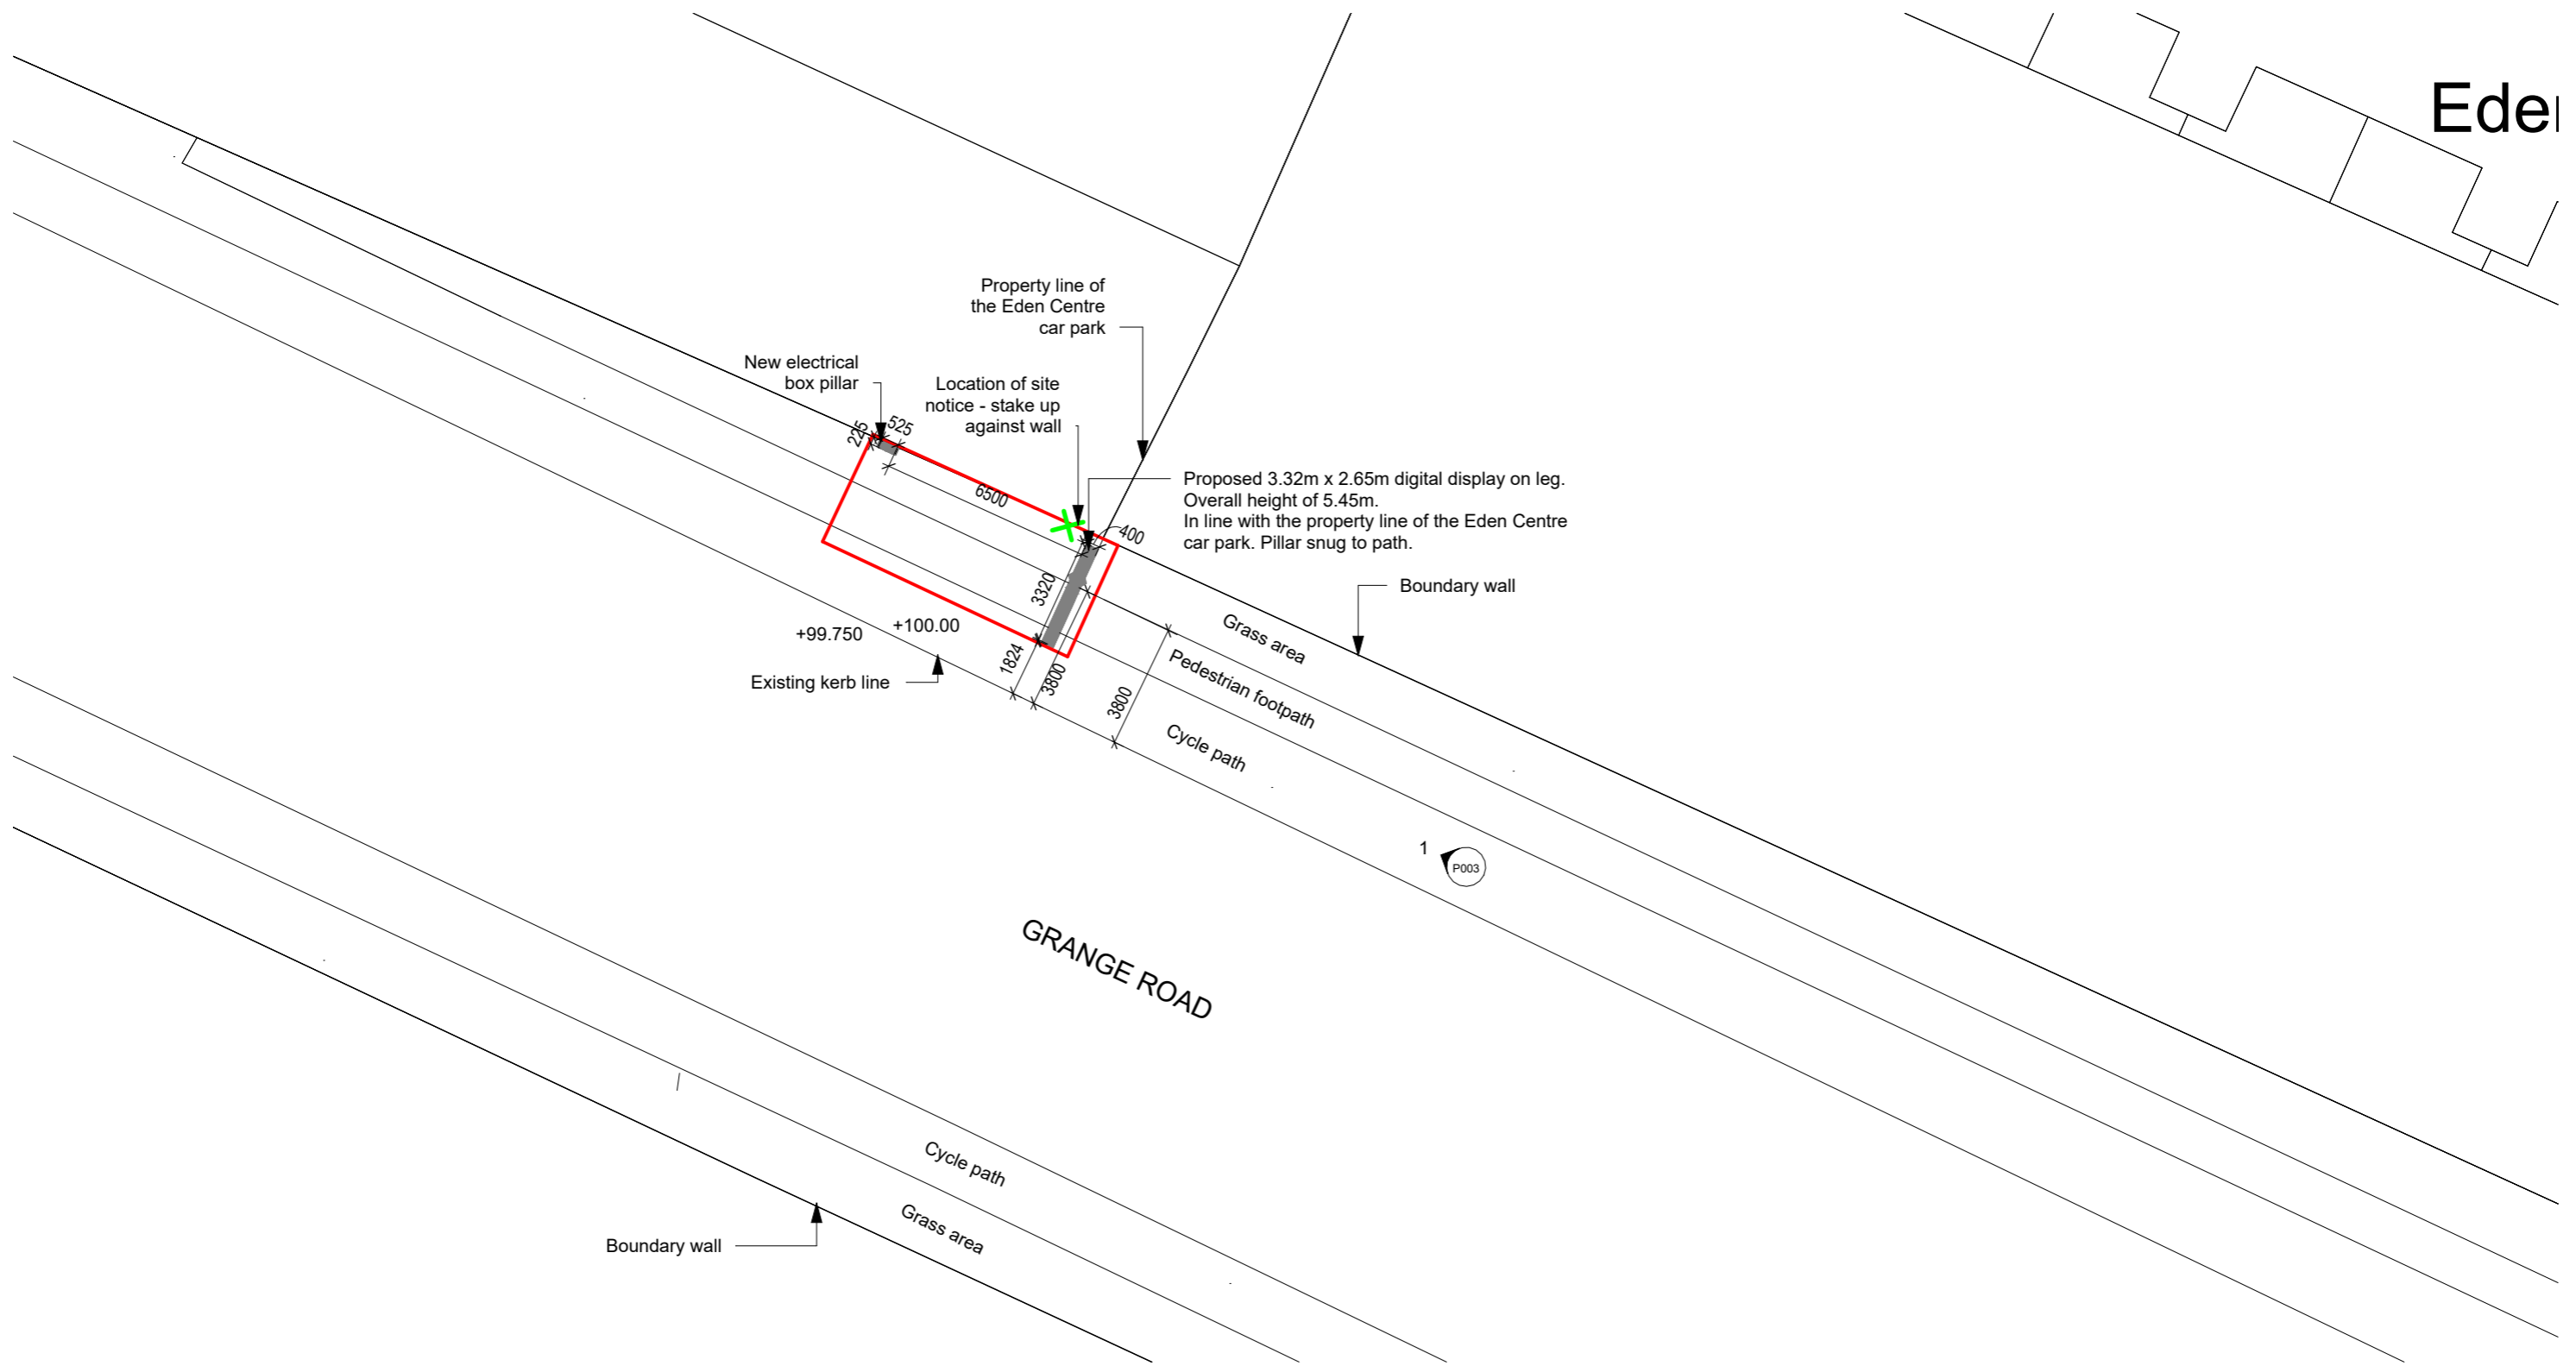 Eden
Property line of
the Eden Centre
car park
New electrical
box pillar
Location of site
notice - stake up
against wall
225
525
6500
400
Proposed 3.32m x 2.65m digital display on leg.
Overall height of 5.45m.
In line with the property line of the Eden Centre
car park. Pillar snug to path.
Boundary wall
3320
+99.750
+100.00
Existing kerb line
1824
3800
3800
Grass area
Pedestrian footpath
Cycle path
1
P003
GRANGE ROAD
Cycle path
Grass area
Boundary wall